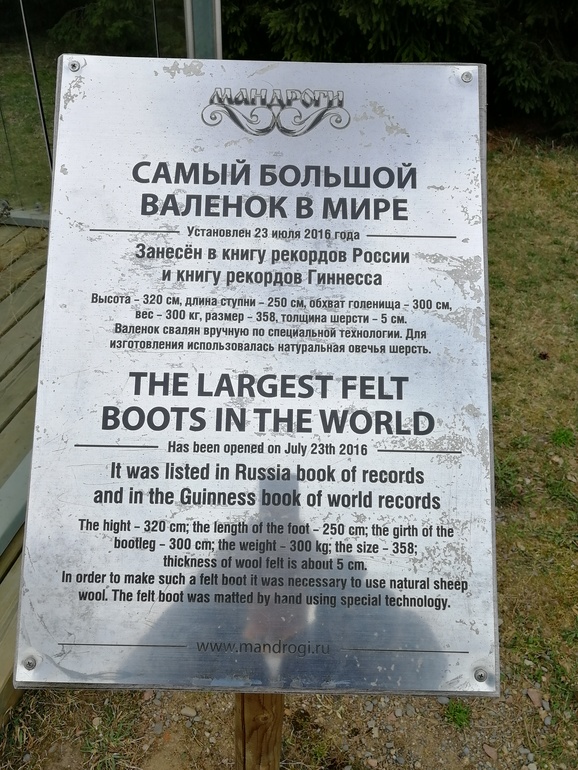 МАНДРОГИ
САМЫЙ БОЛЬШОЙ
ВАЛЕНОК В МИРЕ
Установлен 23 июля 2016 года
Занесён в книгу рекордов России
и книгу рекордов Гиннесса
Высота – 320 см, длина ступни – 250 см, обхват голенища – 300 см,
вес – 300 кг, размер – 358, толщина шерсти – 5 см.
Валенок свалян вручную по специальной технологии. Для
изготовления использовалась натуральная овечья шерсть.
THE LARGEST FELT
BOOTS IN THE WORLD
Has been opened on July 23th 2016
It was listed in Russia book of records
and in the Guinness book of world records
The hight – 320 cm; the length of the foot – 250 cm; the girth of the
bootleg – 300 cm; the weight – 300 kg; the size – 358;
thickness of wool felt is about 5 cm.
In order to make such a felt boot it was necessary to use natural sheep
wool. The felt boot was matted by hand using special technology.
www.mandrogi.ru